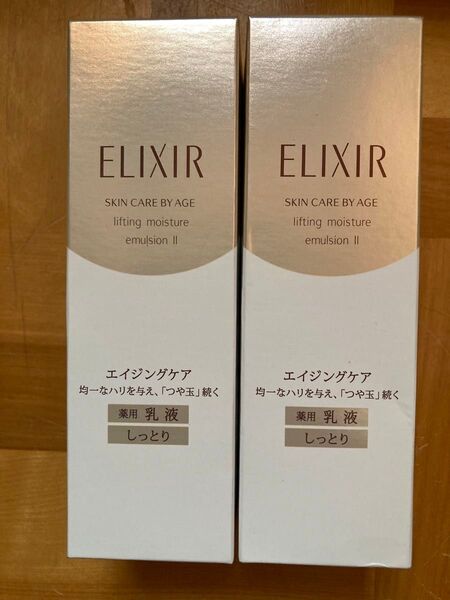 ELIXIR
SKIN CARE BY AGE
lifting moisture
emulsion II
エイジングケア
均一なハリを与え、「つや玉」続く
薬用 乳液
しっとり
ELIXIR
SKIN CARE BY AGE
lifting moisture
emulsion II
エイジングケア
均一なハリを与え、「つや玉」続く
薬用 乳液
しっとり